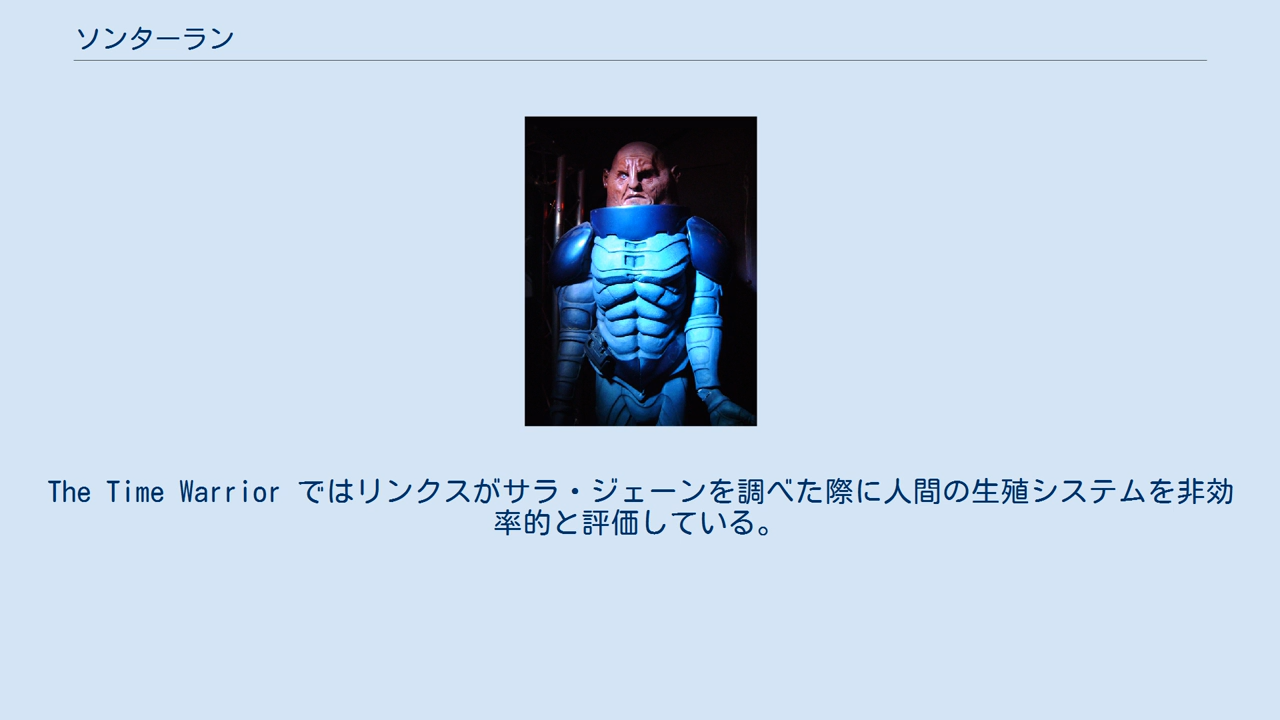 ソンターラン
The Time Warrior ではリンクスがサラ・ジェーンを調べた際に人間の生殖システムを非効
率的と評価している。